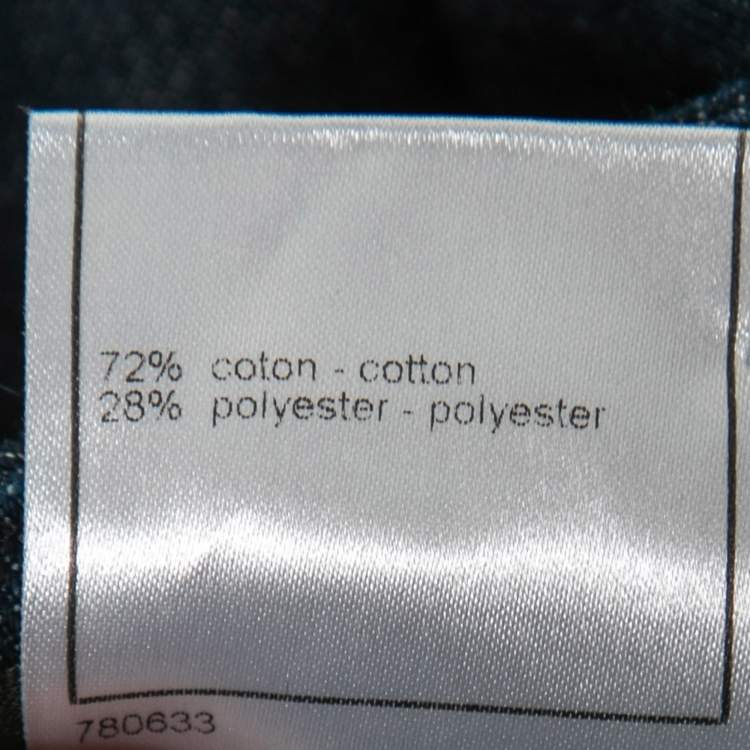 72% coton - cotton
28% polyester - polyester
780633